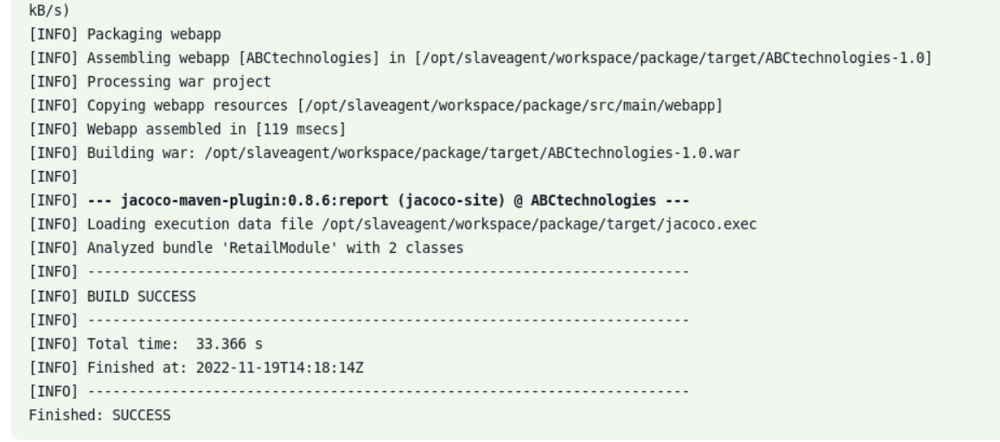 kB/s)
[INFO] Packaging webapp
[INFO] Assembling webapp [ABCtechnologies] in [/opt/slaveagent/workspace/package/target/ABCtechnologies-1.0]
[INFO] Processing war project
[INFO] Copying webapp resources [/opt/slaveagent/workspace/package/src/main/webapp]
[INFO] Webapp assembled in [119 msecs]
[INFO] Building war: /opt/slaveagent/workspace/package/target/ABCtechnologies-1.0.war
[INFO]
[INFO] --- jacoco-maven-plugin:0.8.6:report (jacoco-site) @ ABCtechnologies ---
[INFO] Loading execution data file /opt/slaveagent/workspace/package/target/jacoco.exec
[INFO] Analyzed bundle 'RetailModule' with 2 classes
[INFO] ------------------------------------------------------------------------
[INFO] BUILD SUCCESS
[INFO] ------------------------------------------------------------------------
[INFO] Total time:  33.366 s
[INFO] Finished at: 2022-11-19T14:18:14Z
[INFO] ------------------------------------------------------------------------
Finished: SUCCESS